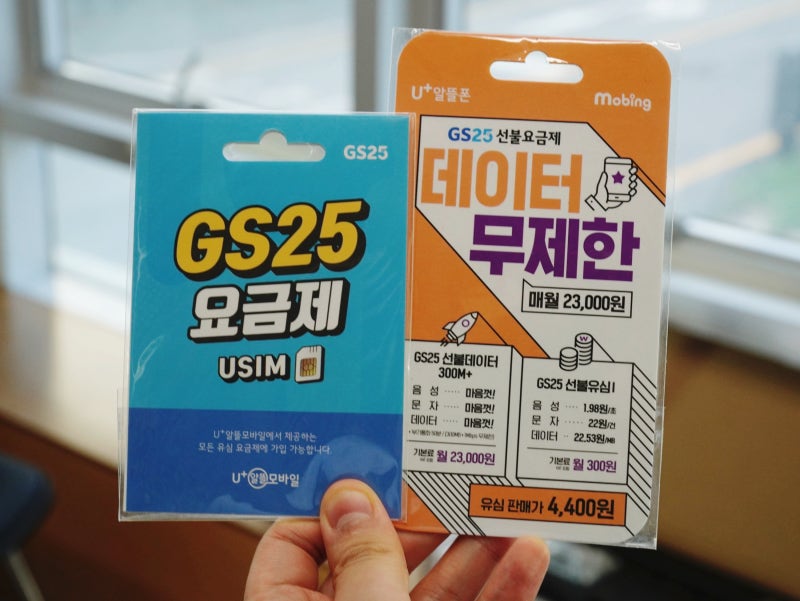 GS25
GS25
요금제
USIM
U+알뜰모바일에서 제공하는
모든 유심 요금제에 가입 가능합니다.
U+알뜰모바일
U+알뜰폰
mobing
GS25 선불요금제
데이터
무제한
매월 23,000원
GS25 선불데이터
300M+
음 성 ····· 마음껏!
문 자 ····· 마음껏!
데이터 ···· 마음껏!
기본료 월 23,000원
W
GS25 선불유심 I
음 성 ···· 1.98원/초
문 자 ····· 22원/건
데이터 ·· 22.53원/MB
기본료 월 300원
유심 판매가 4,400원